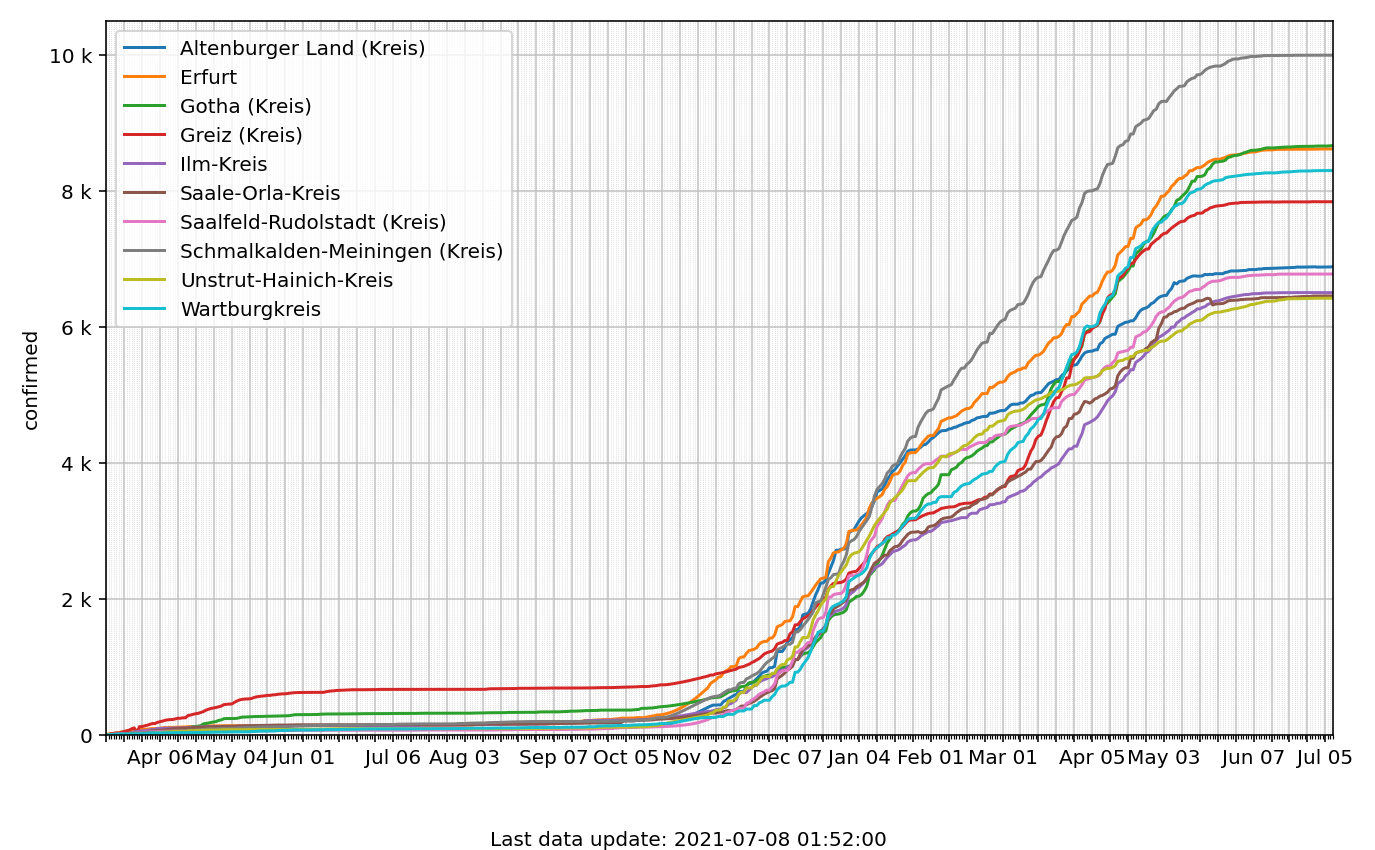 10 k
8 k
6 k
4 k
2 k
0
confirmed
Altenburger Land (Kreis)
Erfurt
Gotha (Kreis)
Greiz (Kreis)
Ilm-Kreis
Saale-Orla-Kreis
Saalfeld-Rudolstadt (Kreis)
Schmalkalden-Meiningen (Kreis)
Unstrut-Hainich-Kreis
Wartburgkreis
Apr 06 May 04 Jun 01 Jul 06 Aug 03 Sep 07 Oct 05 Nov 02 Dec 07 Jan 04 Feb 01 Mar 01 Apr 05 May 03 Jun 07 Jul 05
Last data update: 2021-07-08 01:52:00